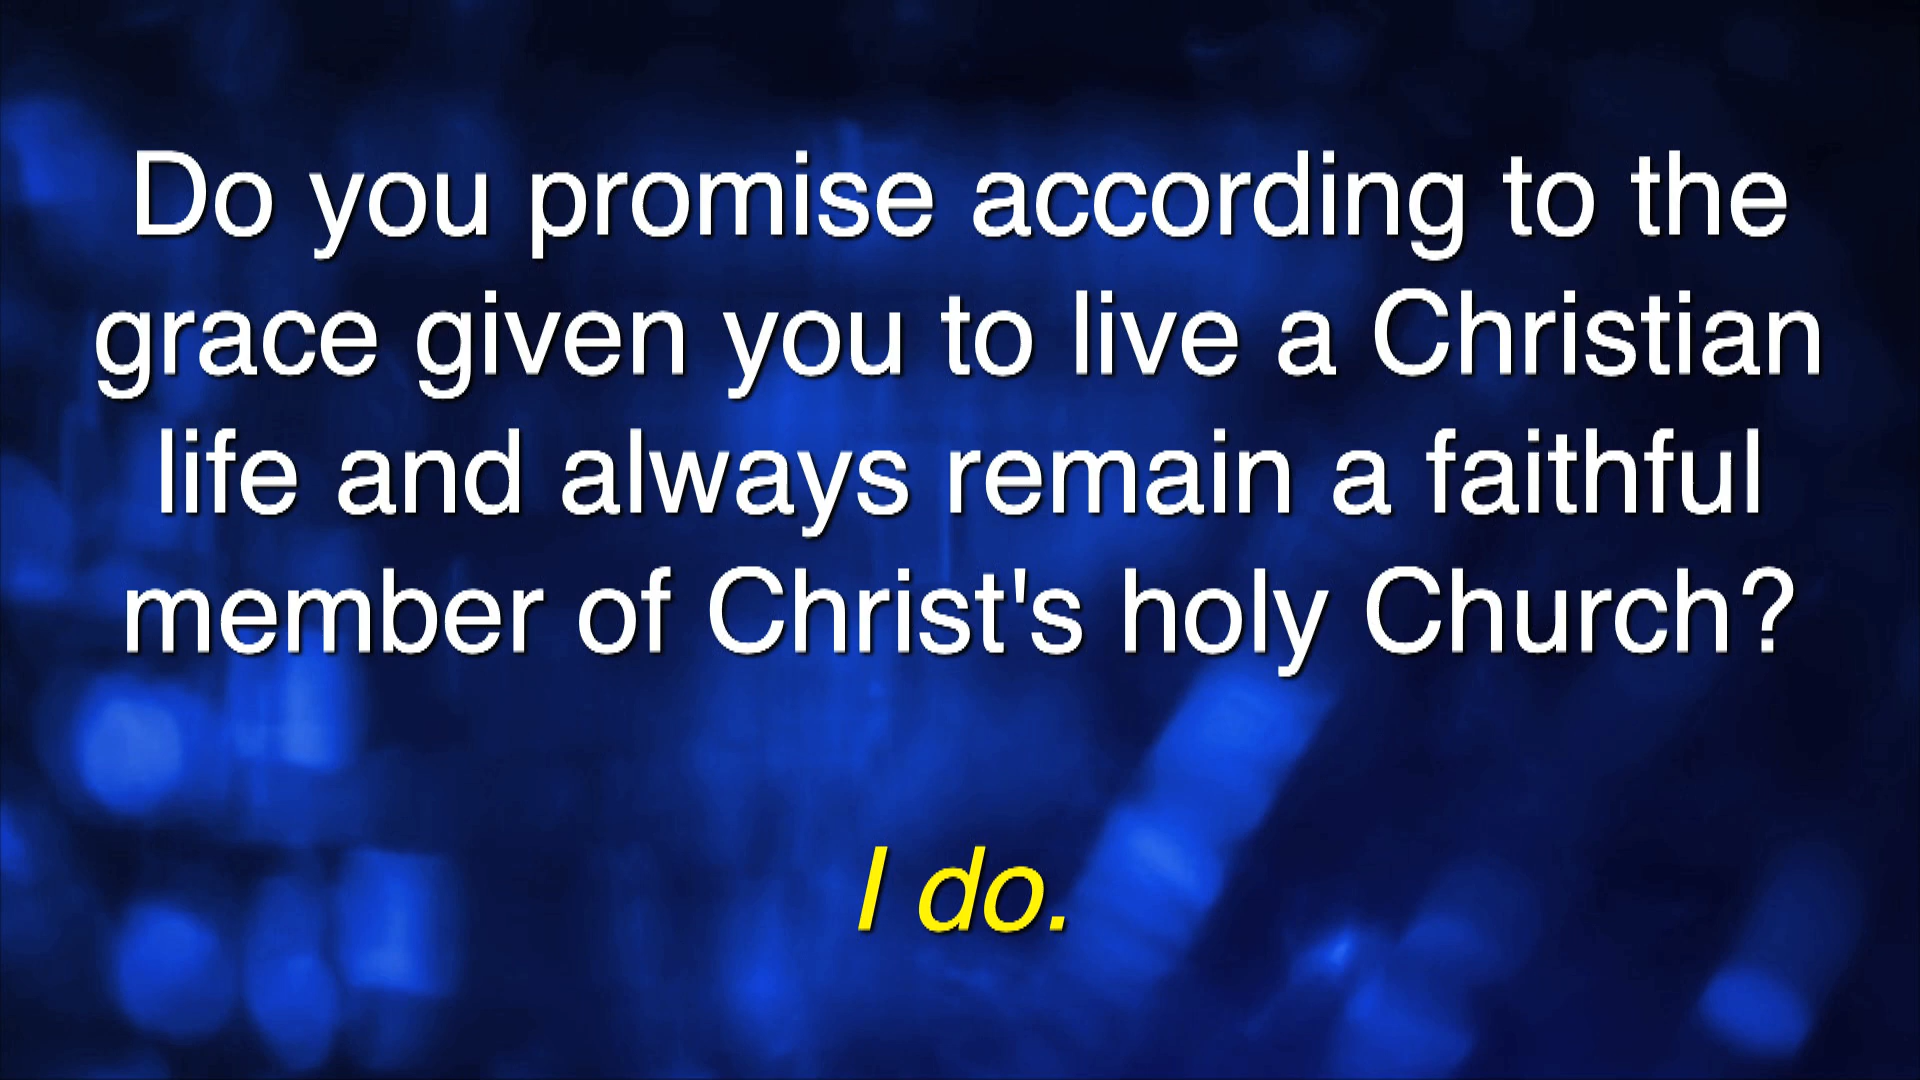 Do you promise according to the
grace given you to live a Christian
life and always remain a faithful
member of Christ's holy Church?
I do.